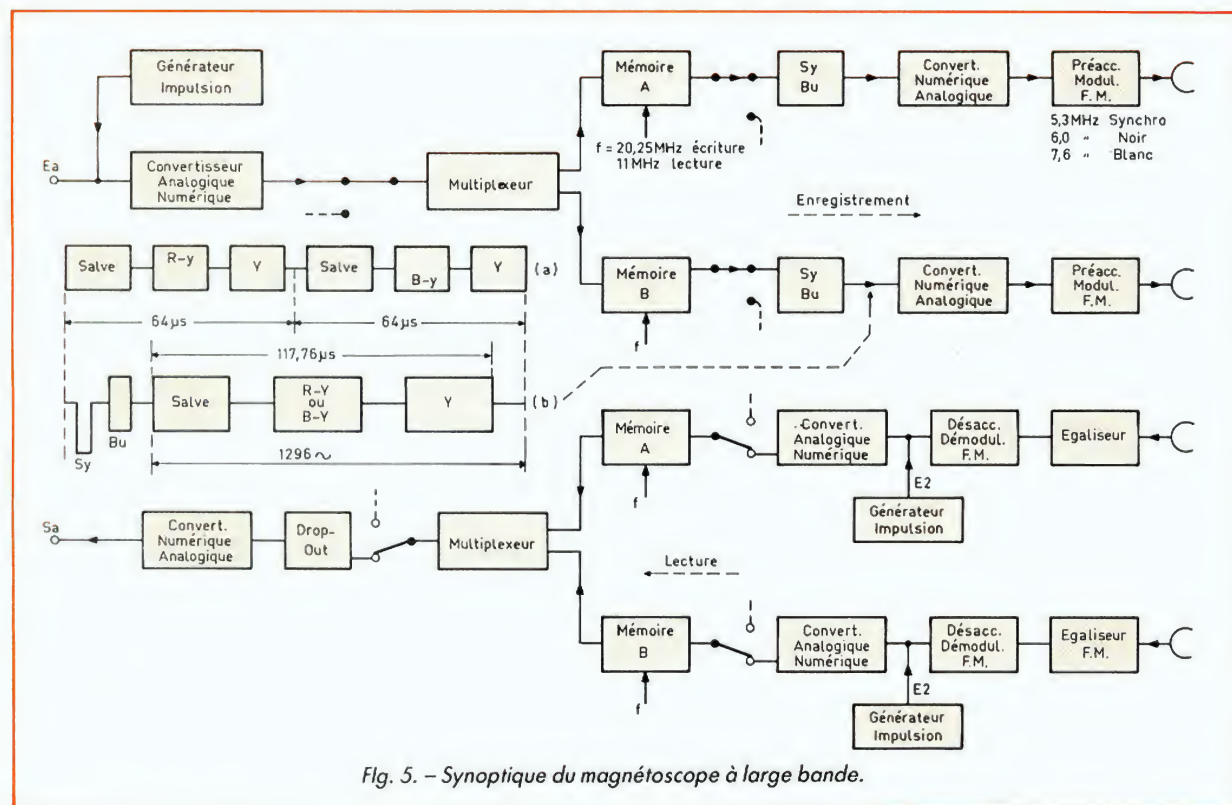 Générateur
Impulsion
Ea
Convertisseur
Analogique
Numérique
Multiplexeur
Mémoire
A
f = 20,25MHz écriture
11MHz lecture
Sy
Bu
Convert.
Numérique
Analogique
Préacc.
Modul.
F. M.
5,3MHz Synchro
6,0 " Noir
7,6 " Blanc
Enregistrement
Mémoire
B
f
Sy
Bu
Convert.
Numérique
Analogique
Préacc.
Modul.
F. M.
Salve
R-y
Y
Salve
B-y
Y
(a)
64µs
64µs
117,76µs
Sy
Bu
Salve
R-Y
ou
B-Y
Y
(b)
1296 ~
Mémoire
A
f
Convert.
Analogique
Numérique
E2
Générateur
Impulsion
Désacc.
Démodul.
F.M.
Egaliseur
Sa
Convert.
Numérique
Analogique
Drop-
Out
Multiplexeur
Lecture
Mémoire
B
f
Convert.
Analogique
Numérique
E2
Générateur
Impulsion
Désacc.
Démodul.
F.M.
Egaliseur
F.M.
Fig. 5. – Synoptique du magnétoscope à large bande.